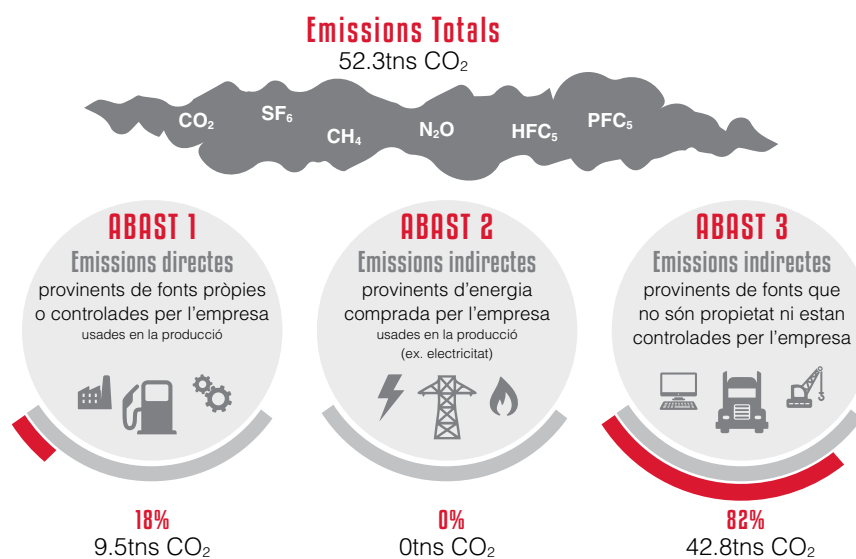 Emissions Totals
52.3tns CO₂
CO₂
SF₆
CH₄
N₂O
HFC₅
PFC₅
ABAST 1
Emissions directes
provinents de fonts pròpies
o controlades per l’empresa
usades en la producció
18%
9.5tns CO₂
ABAST 2
Emissions indirectes
provinents d’energia
comprada per l’empresa
usades en la producció
(ex. electricitat)
0%
0tns CO₂
ABAST 3
Emissions indirectes
provinents de fonts que
no són propietat ni estan
controlades per l’empresa
82%
42.8tns CO₂